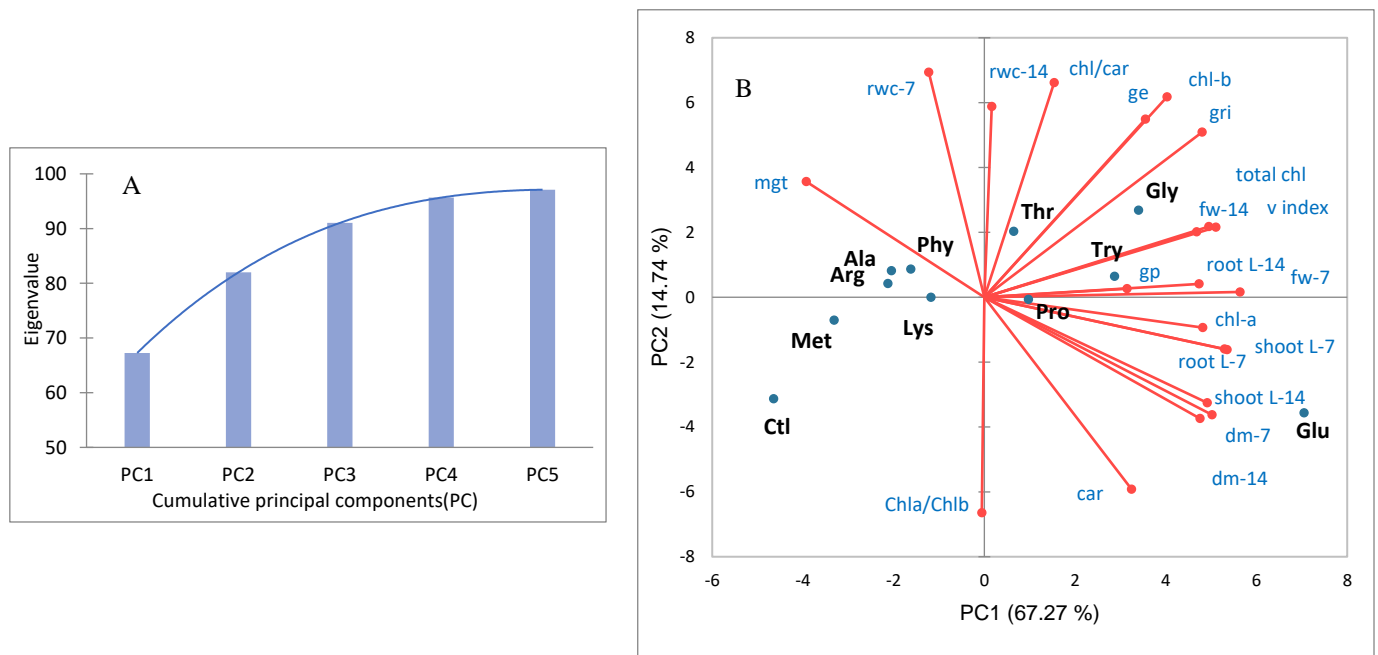 A
100
90
80
70
60
50
Eigenvalue
PC1 PC2 PC3 PC4 PC5
Cumulative principal components(PC)
B
8
6
4
2
0
-2
-4
-6
-8
PC2 (14.74 %)
rwc-7
rwc-14
chl/car
ge
chl-b
gri
mgt
total chl
Gly
fw-14
v index
Thr
Phy
Ala
Try
Arg
gp
root L-14
fw-7
Pro
chl-a
Lys
Met
root L-7
shoot L-7
shoot L-14
Ctl
Glu
dm-7
dm-14
car
Chla/Chlb
-6 -4 -2 0 2 4 6 8
PC1 (67.27 %)